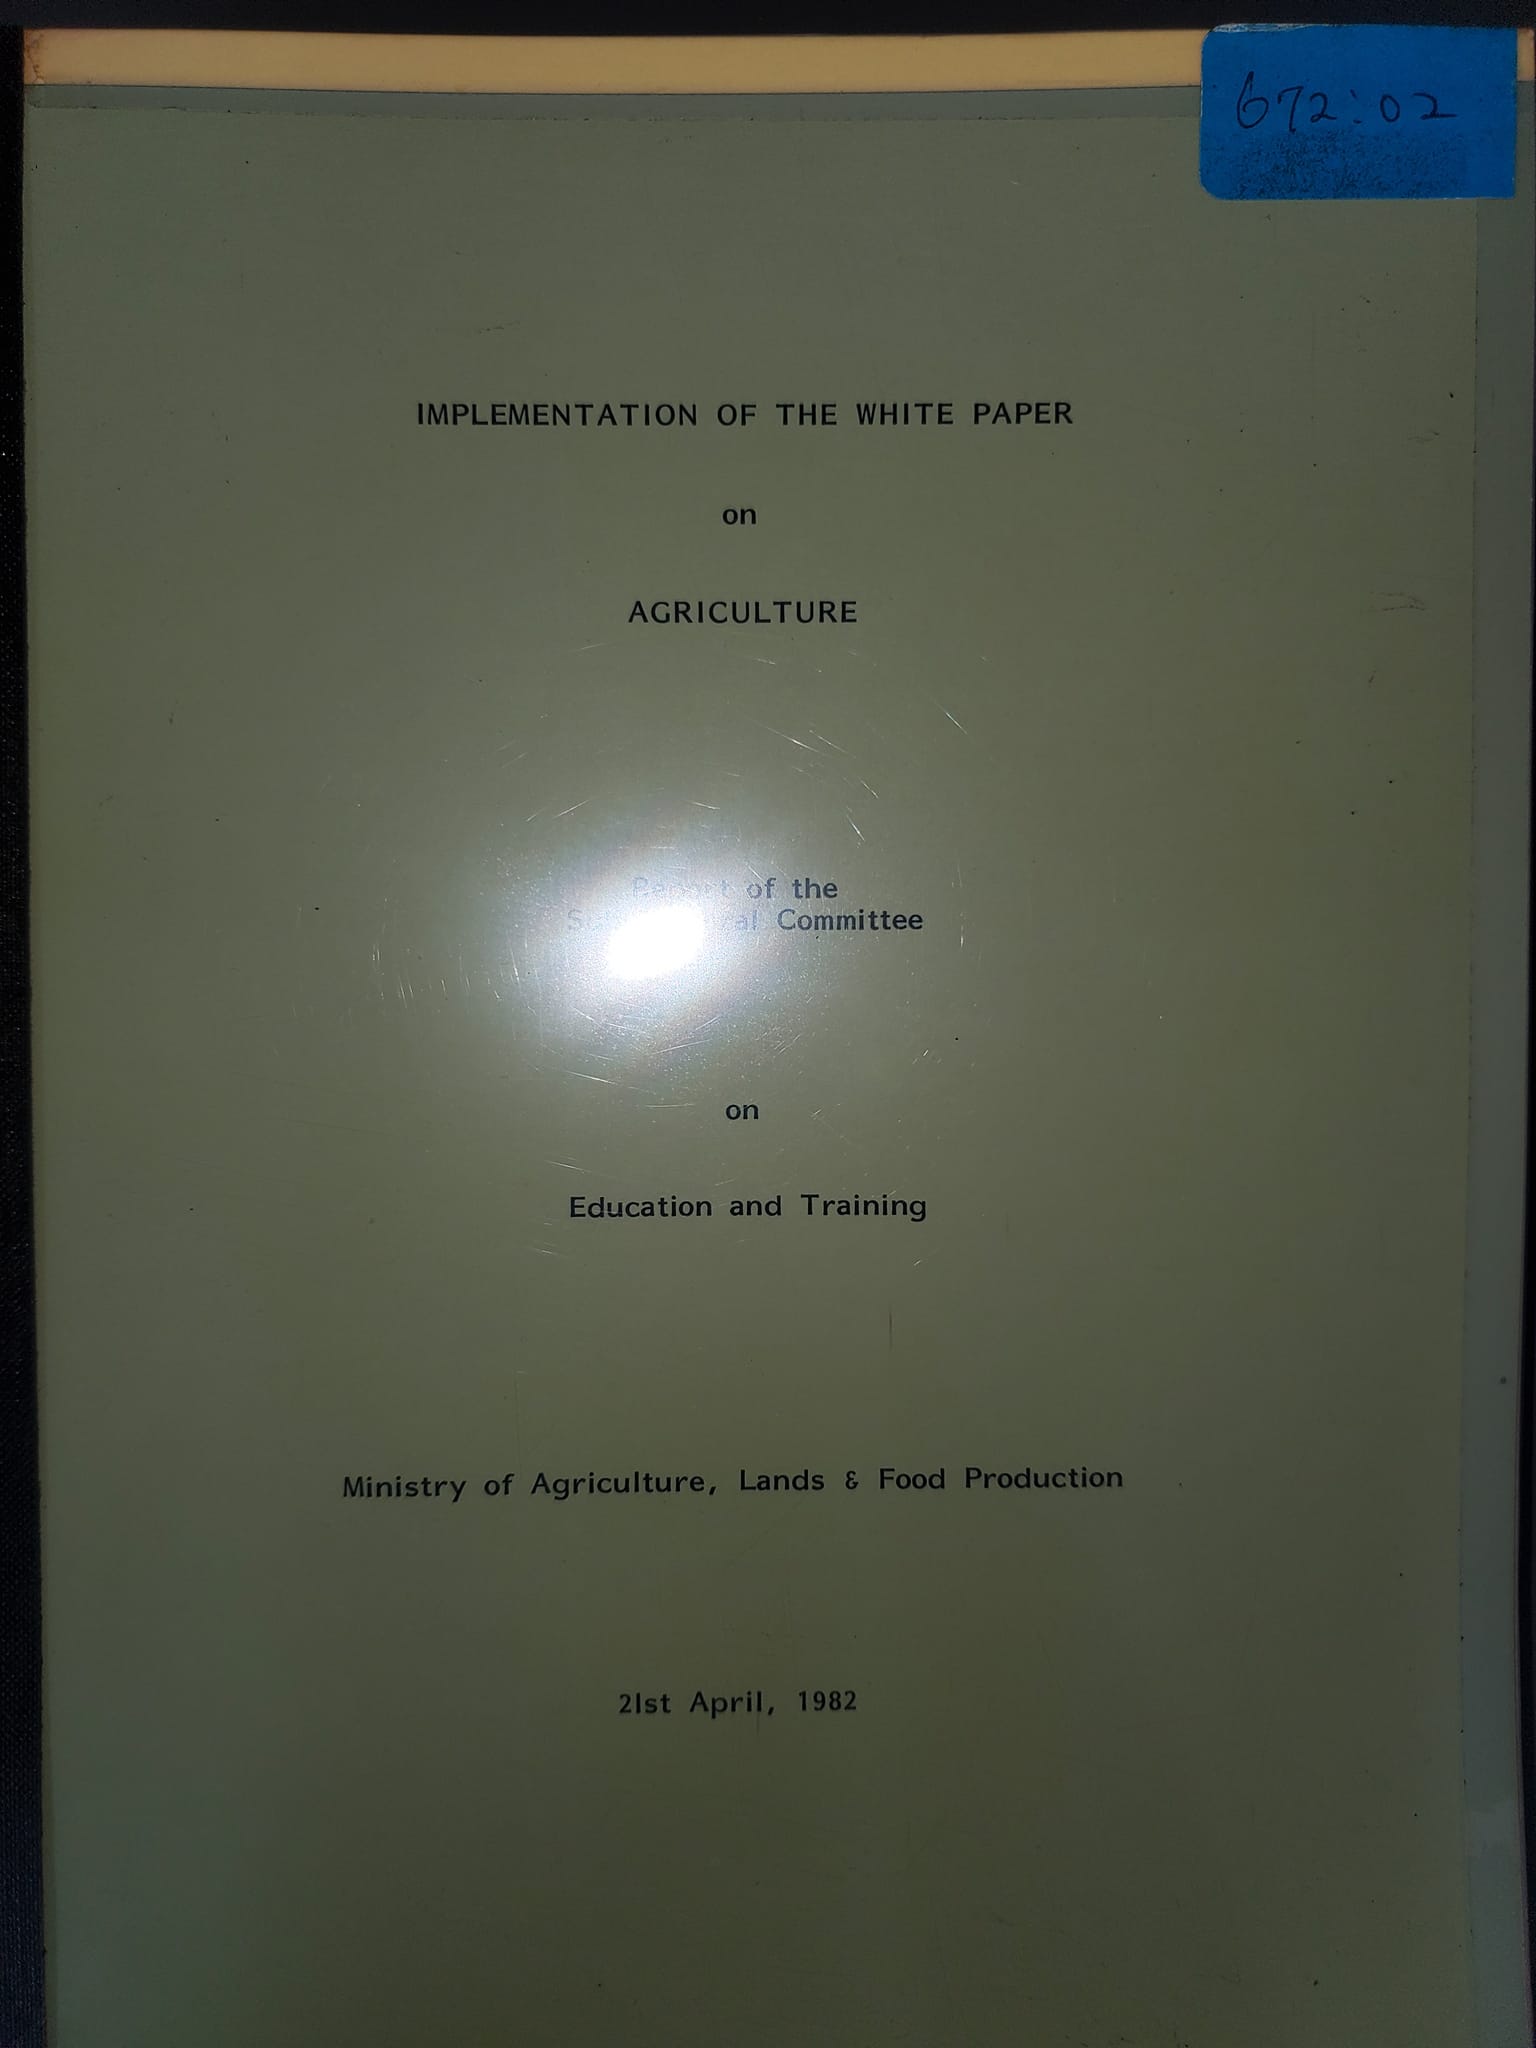 672:02
IMPLEMENTATION OF THE WHITE PAPER
on
AGRICULTURE
Report of the
Committee
on
Education and Training
Ministry of Agriculture, Lands & Food Production
21st April, 1982